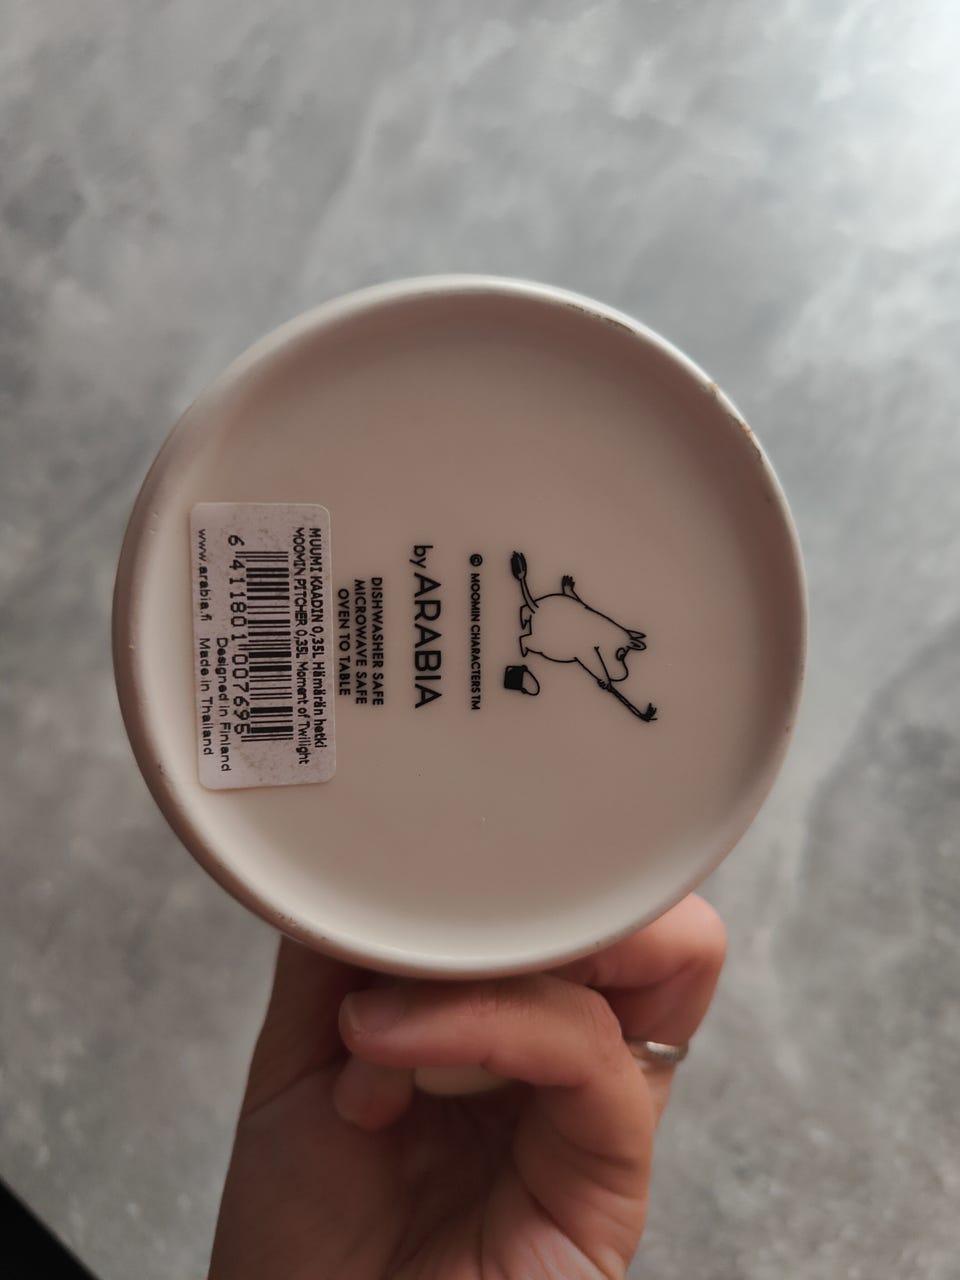 © MOOMIN CHARACTERS TM
by ARABIA
DISHWASHER SAFE
MICROWAVE SAFE
OVEN TO TABLE
MUUMI KAADIN 0,35L Hämärän hetki
MOOMIN PITCHER 0,35L Moment of Twilight
6 411801 007695
Designed in Finland
www.arabia.fi Made in Thailand